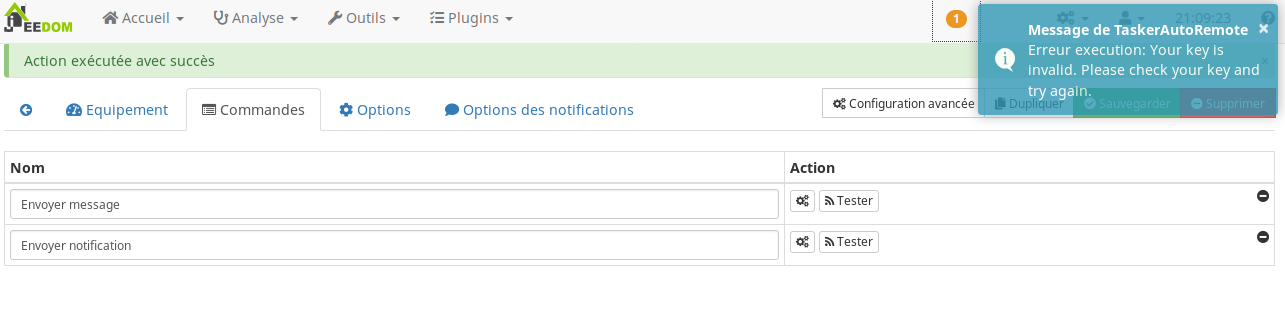 JEEDOM
Accueil
Analyse
Outils
Plugins
1
21:09:23
Message de TaskerAutoRemote ×
Erreur execution: Your key is
invalid. Please check your key and
try again.
Action exécutée avec succès ×
Equipement
Commandes
Options
Options des notifications
Configuration avancée
Dupliquer
Sauvegarder
Supprimer
Nom Action
Envoyer message Tester
Envoyer notification Tester